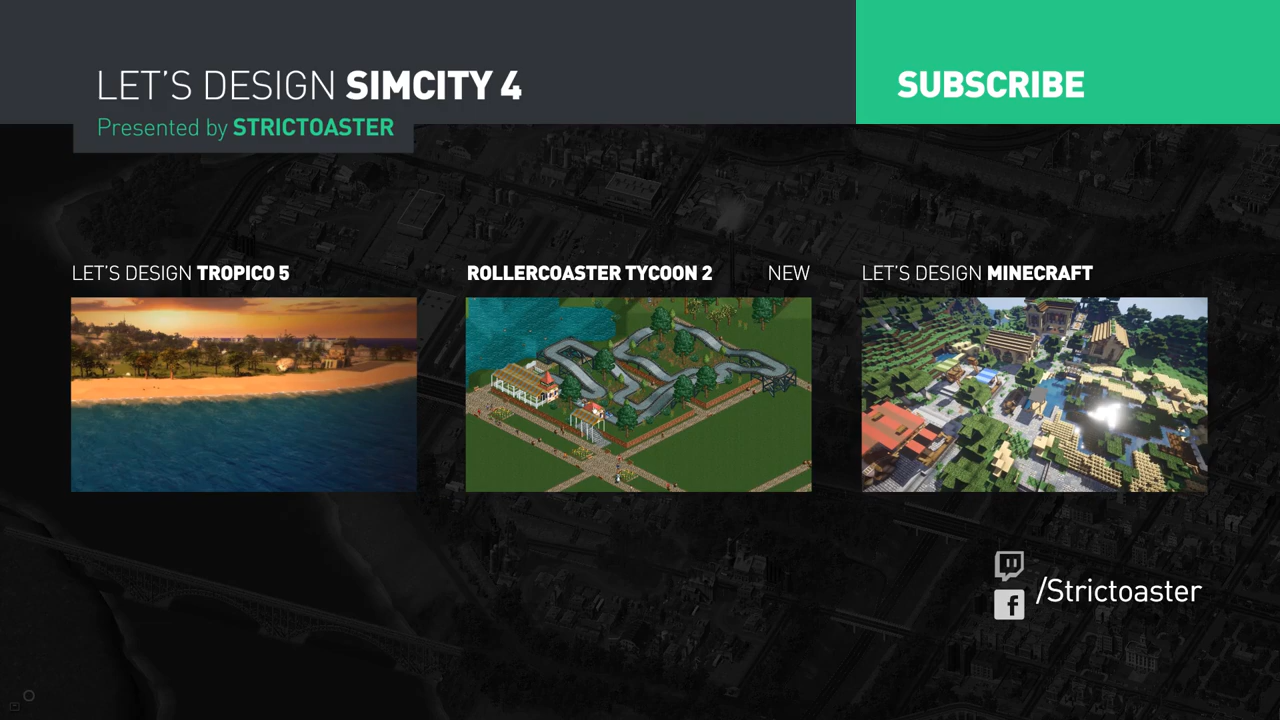 LET'S DESIGN SIMCITY 4
SUBSCRIBE
Presented by STRICTOASTER
LET'S DESIGN TROPICO 5
ROLLERCOASTER TYCOON 2
NEW
LET'S DESIGN MINECRAFT
/Strictoaster